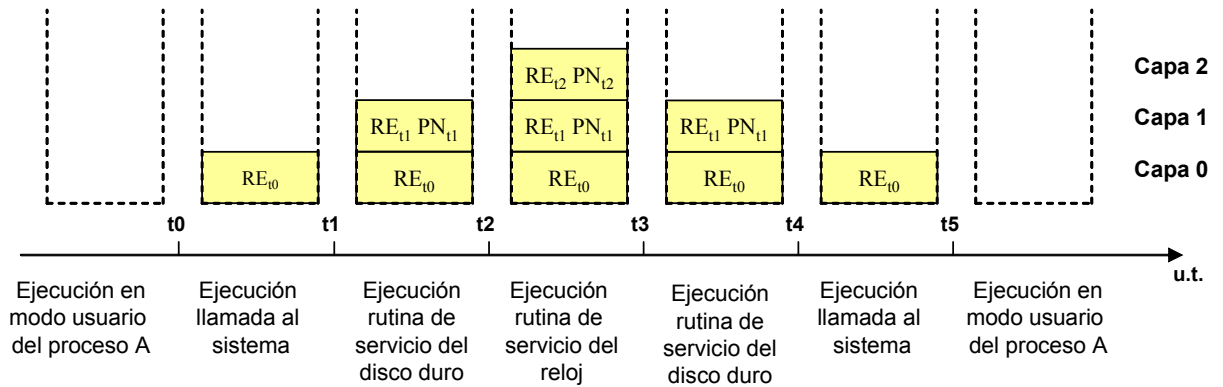 Capa 2
RE_t2 PN_t2
Capa 1
RE_t1 PN_t1
RE_t1 PN_t1
RE_t1 PN_t1
Capa 0
RE_t0
RE_t0
RE_t0
RE_t0
RE_t0
t0
t1
t2
t3
t4
t5
u.t.
Ejecución en
modo usuario
del proceso A
Ejecución
llamada al
sistema
Ejecución
rutina de
servicio del
disco duro
Ejecución
rutina de
servicio del
reloj
Ejecución
rutina de
servicio del
disco duro
Ejecución
llamada al
sistema
Ejecución en
modo usuario
del proceso A